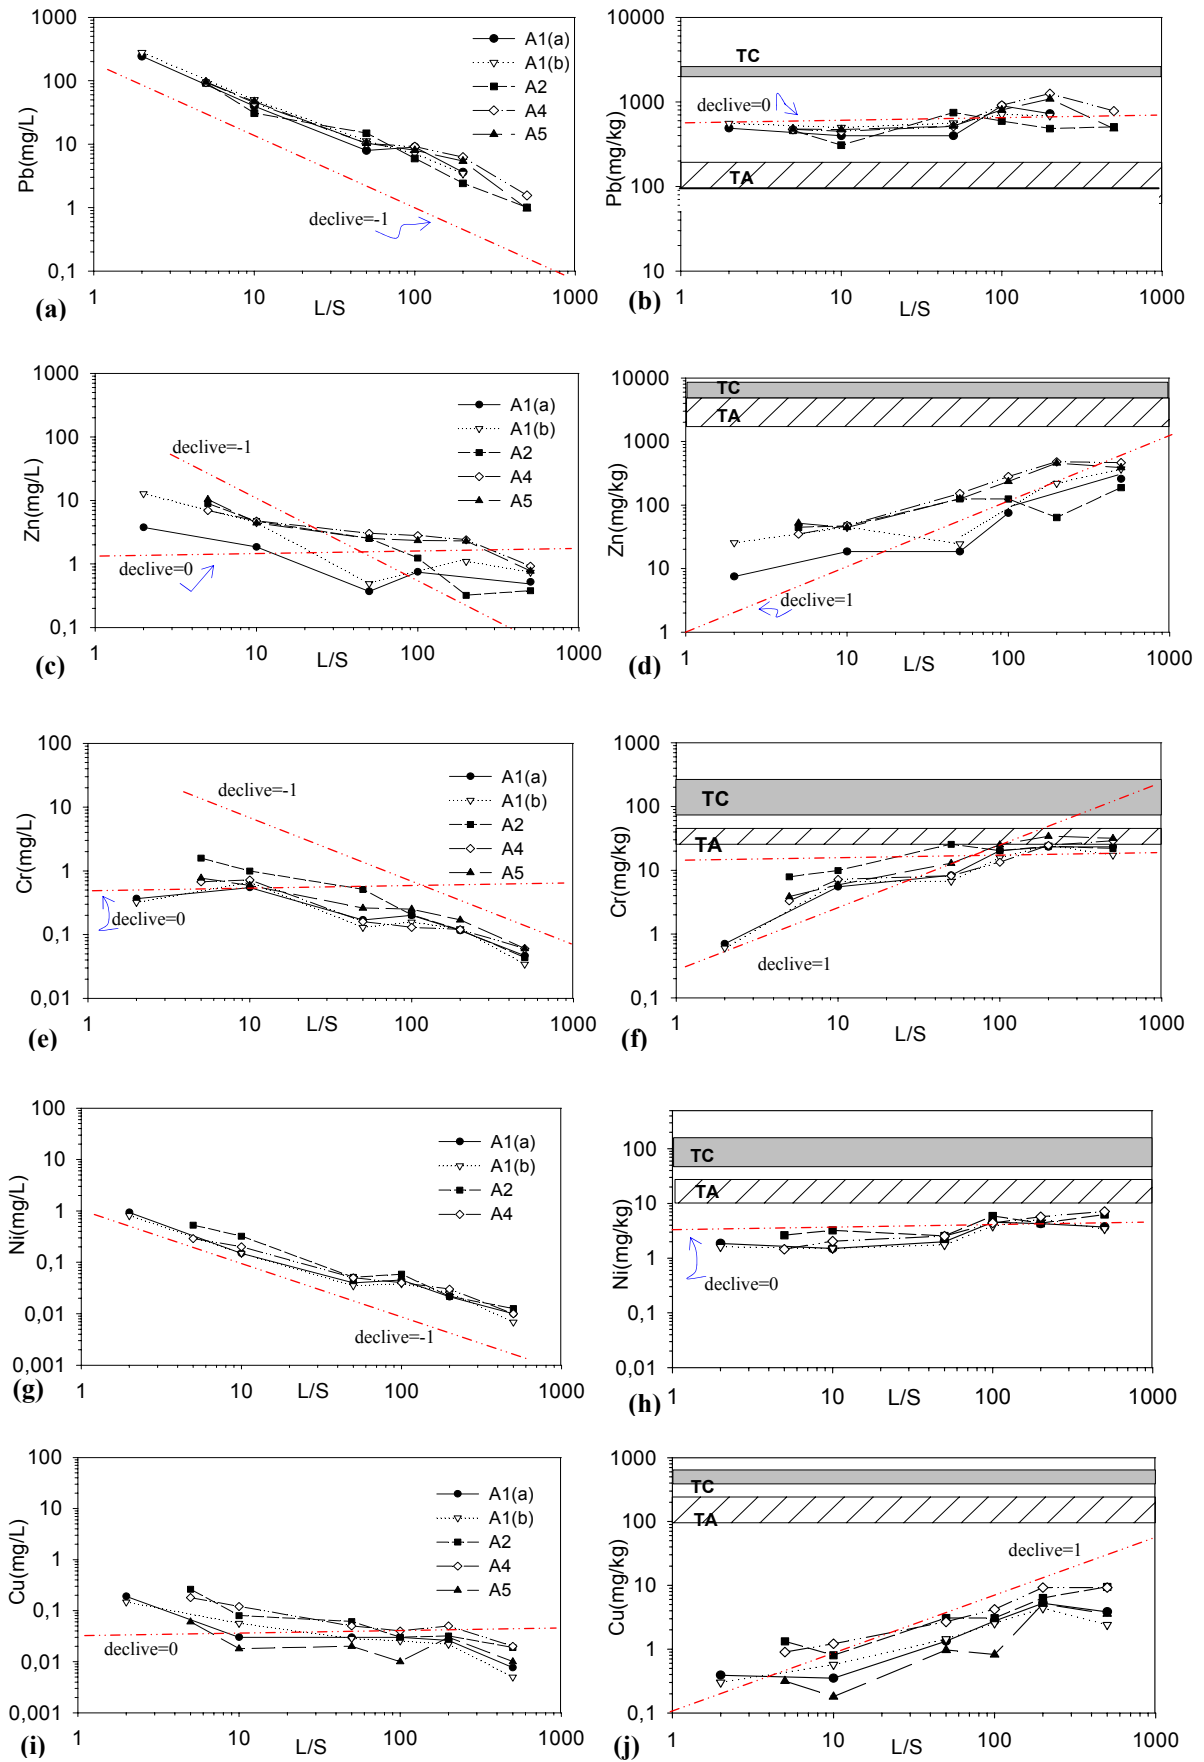 1000
100
10
1
0,1
Pb(mg/L)
A1(a)
A1(b)
A2
A4
A5
declive=-1
1
10
100
1000
L/S
(a)
10000
1000
100
10
Pb(mg/kg)
TC
declive=0
TA
1
10
100
1000
L/S
(b)
1000
100
10
1
0,1
Zn(mg/L)
A1(a)
A1(b)
A2
A4
A5
declive=-1
declive=0
1
10
100
1000
L/S
(c)
10000
1000
100
10
1
Zn(mg/kg)
TC
TA
declive=1
1
10
100
1000
L/S
(d)
100
10
1
0,1
0,01
Cr(mg/L)
A1(a)
A1(b)
A2
A4
A5
declive=-1
declive=0
1
10
100
1000
L/S
(e)
1000
100
10
1
0,1
Cr(mg/kg)
TC
TA
declive=1
1
10
100
1000
L/S
(f)
100
10
1
0,1
0,01
0,001
Ni(mg/L)
A1(a)
A1(b)
A2
A4
declive=-1
1
10
100
1000
L/S
(g)
100
10
1
0,1
0,01
Ni(mg/kg)
TC
TA
declive=0
1
10
100
1000
L/S
(h)
100
10
1
0,1
0,01
0,001
Cu(mg/L)
A1(a)
A1(b)
A2
A4
A5
declive=0
1
10
100
1000
L/S
(i)
1000
100
10
1
0,1
Cu(mg/kg)
TC
TA
declive=1
1
10
100
1000
L/S
(j)